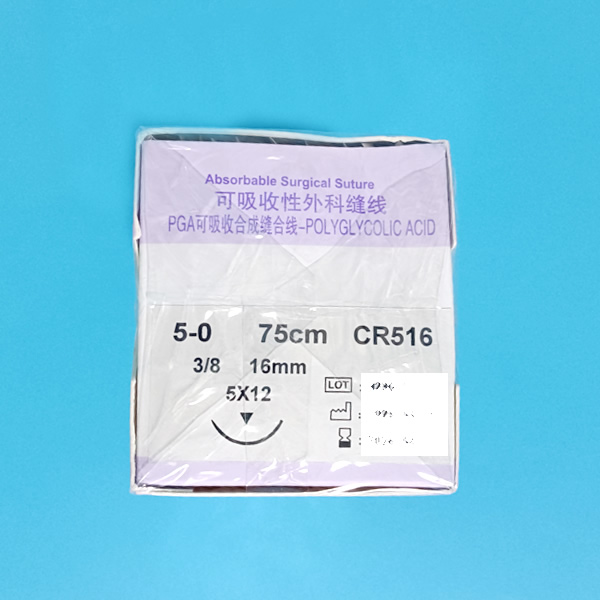 Absorbable Surgical Suture
可吸收性外科缝线
PGA可吸收合成缝合线-POLYGLYCOLIC ACID
5-0 75cm CR516
3/8 16mm
5X12
LOT :
:
: